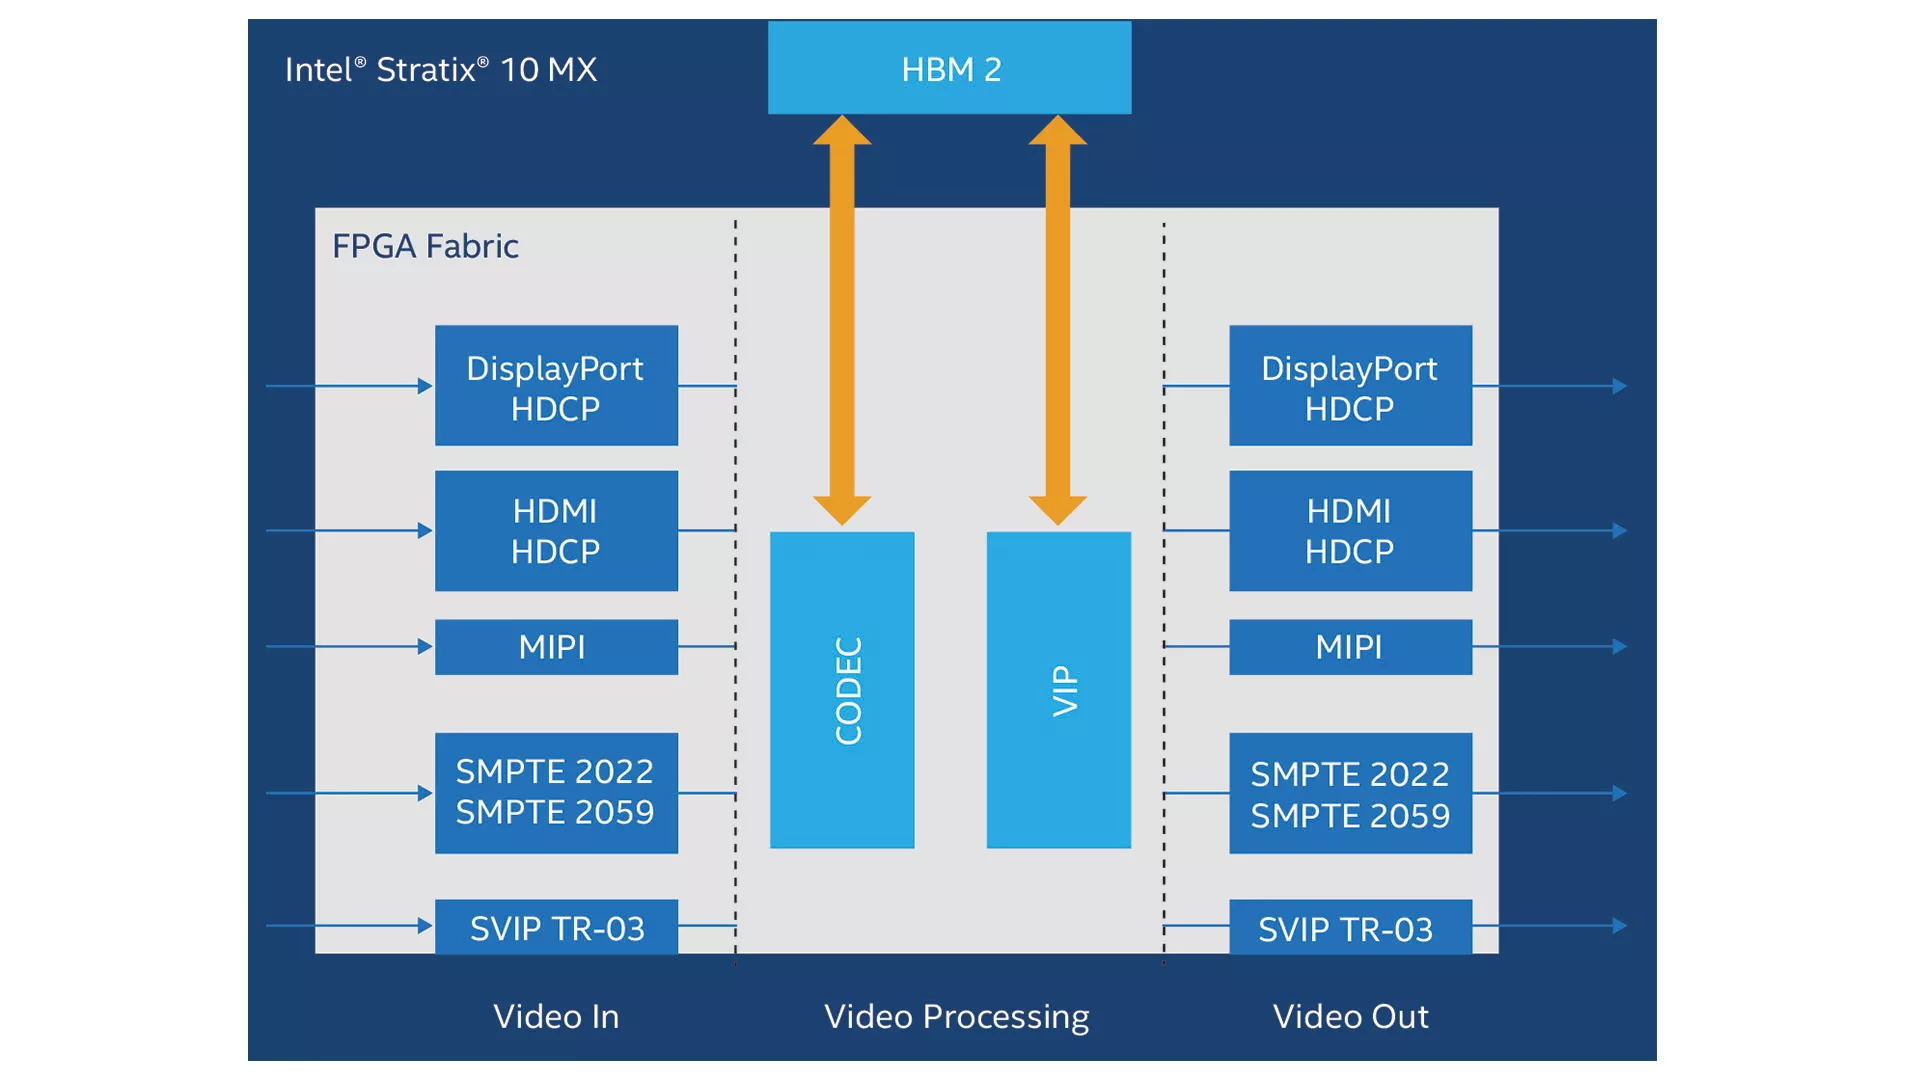 Intel® Stratix® 10 MX
HBM 2
FPGA Fabric
DisplayPort
HDCP
HDMI
HDCP
MIPI
SMPTE 2022
SMPTE 2059
SVIP TR-03
CODEC
VIP
DisplayPort
HDCP
HDMI
HDCP
MIPI
SMPTE 2022
SMPTE 2059
SVIP TR-03
Video In
Video Processing
Video Out